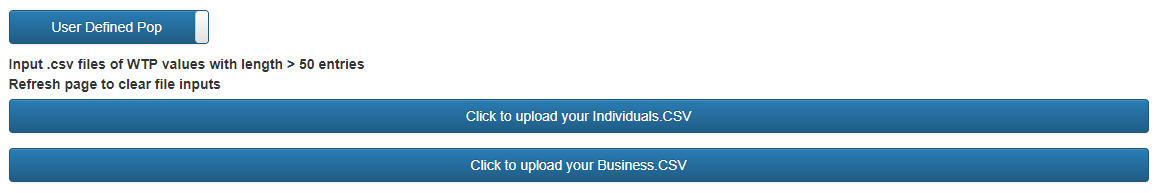 User Defined Pop
Input .csv files of WTP values with length > 50 entries
Refresh page to clear file inputs
Click to upload your Individuals.CSV
Click to upload your Business.CSV